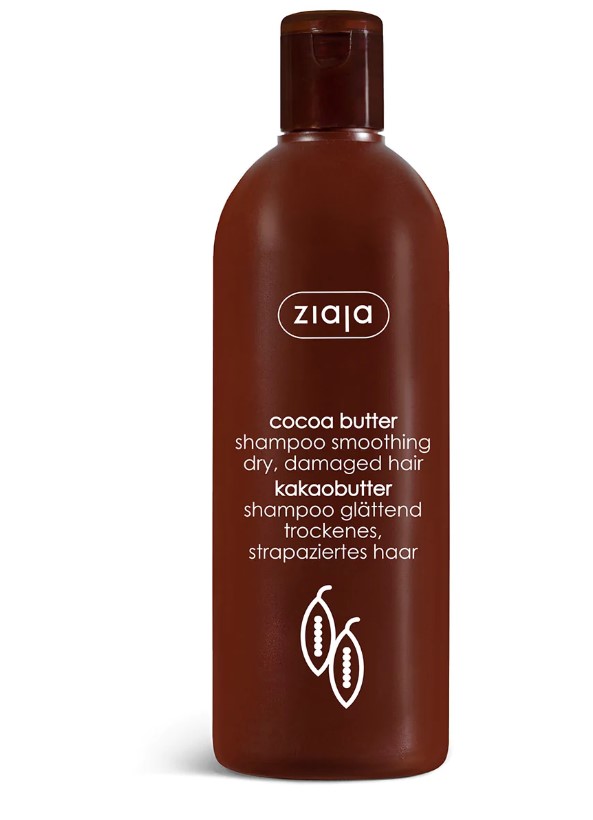 ziaja
cocoa butter
shampoo smoothing
dry, damaged hair
kakaobutter
shampoo glättend
trockenes,
strapaziertes haar